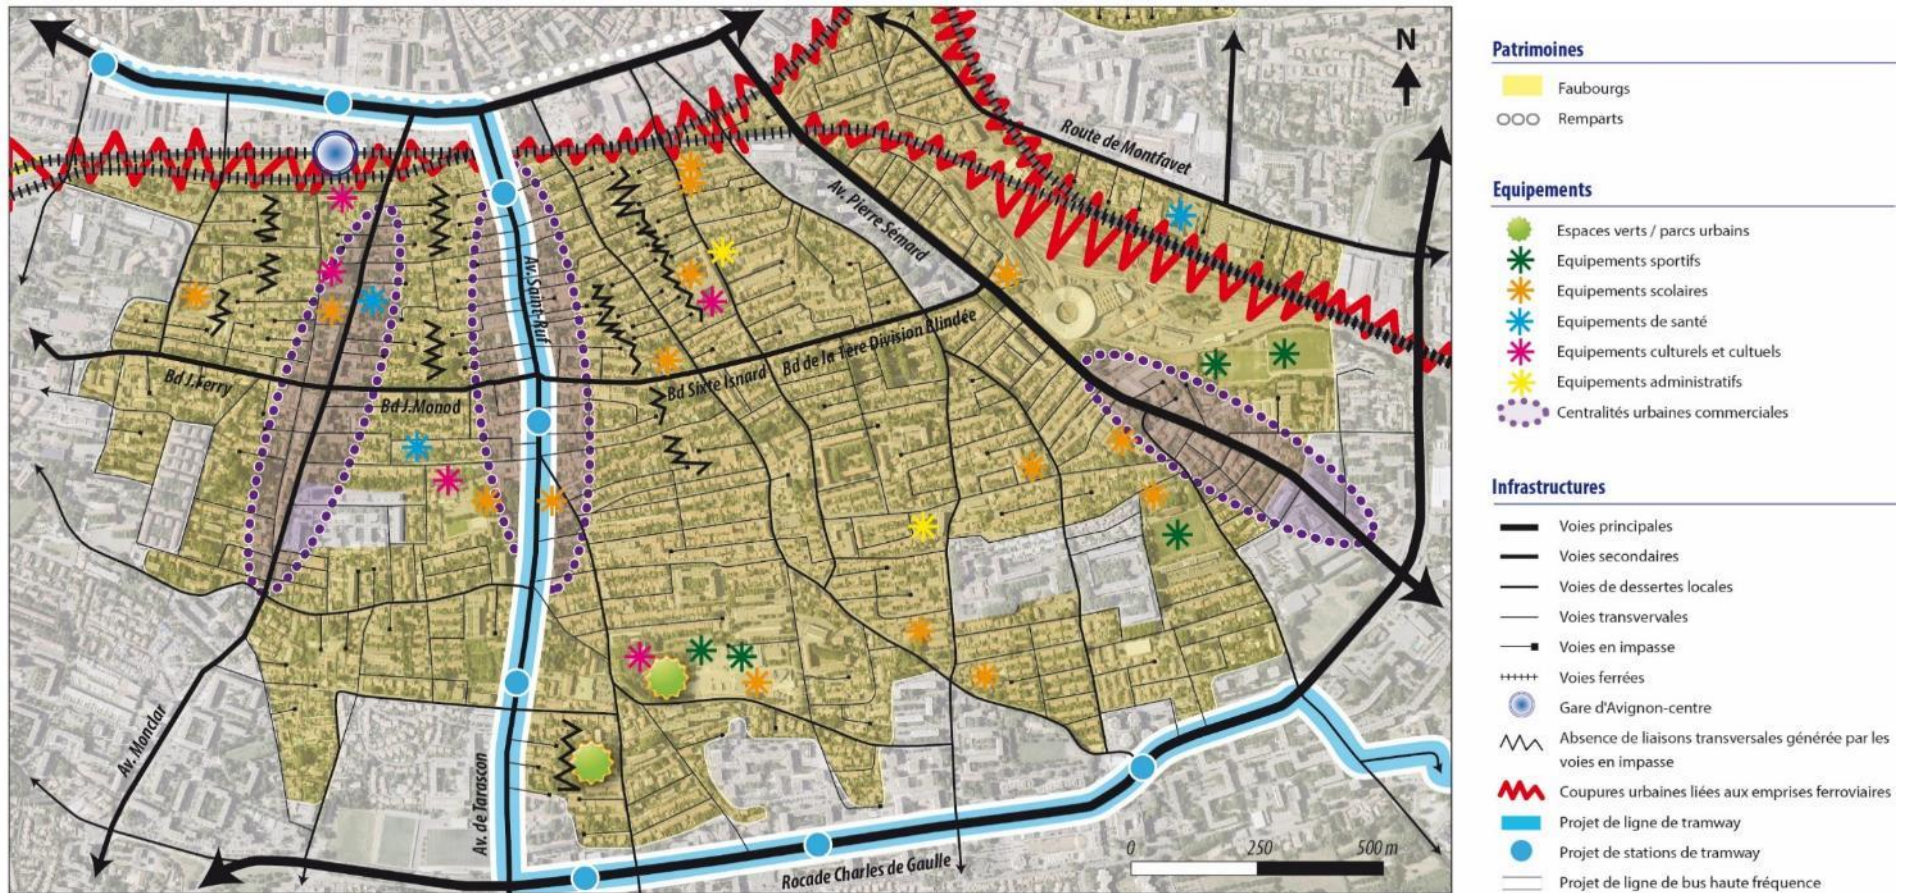 N
Route de Montfavet
Av. Pierre Sémard
Av. Saint-Ruf
Bd de la 1ère Division Blindée
Bd Sixte Isnard
Bd J.Ferry
Bd J.Monod
Av. Monclar
Av. de Tarascon
Rocade Charles de Gaulle
0 250 500 m
Patrimoines
Faubourgs
Remparts
Equipements
Espaces verts / parcs urbains
Equipements sportifs
Equipements scolaires
Equipements de santé
Equipements culturels et cultuels
Equipements administratifs
Centralités urbaines commerciales
Infrastructures
Voies principales
Voies secondaires
Voies de dessertes locales
Voies transvervales
Voies en impasse
Voies ferrées
Gare d'Avignon-centre
Absence de liaisons transversales générée par les
voies en impasse
Coupures urbaines liées aux emprises ferroviaires
Projet de ligne de tramway
Projet de stations de tramway
Projet de ligne de bus haute fréquence